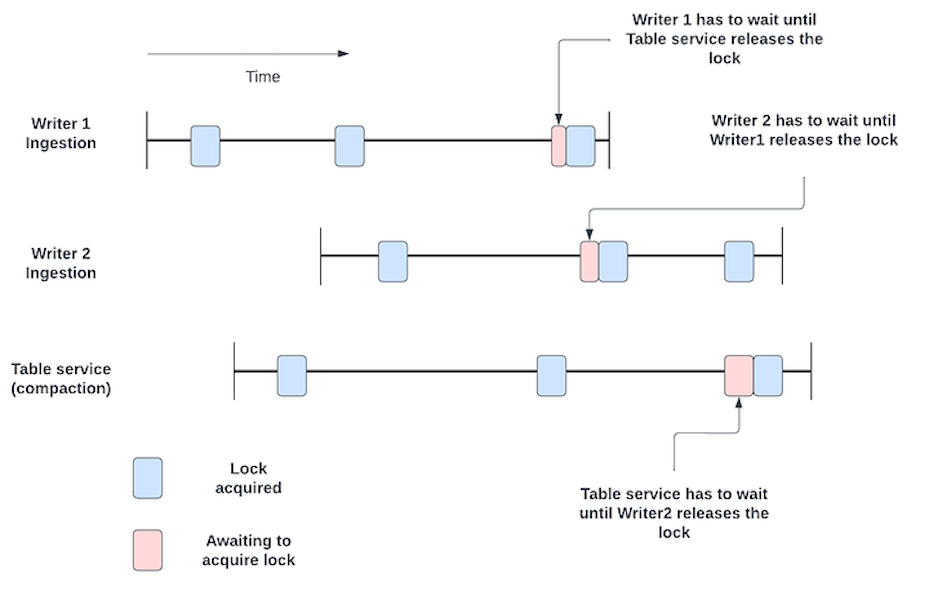 Writer 1 has to wait until
Table service releases the
lock
Time
Writer 1
Ingestion
Writer 2 has to wait until
Writer1 releases the lock
Writer 2
Ingestion
Table service
(compaction)
Lock
acquired
Table service has to wait
until Writer2 releases the
lock
Awaiting to
acquire lock